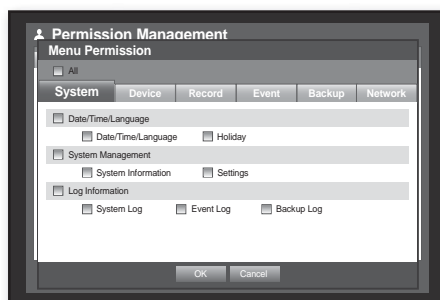 Permission Management
Menu Permission
All
System Device Record Event Backup Network
Date/Time/Language
Date/Time/Language Holiday
System Management
System Information Settings
Log Information
System Log Event Log Backup Log
OK Cancel